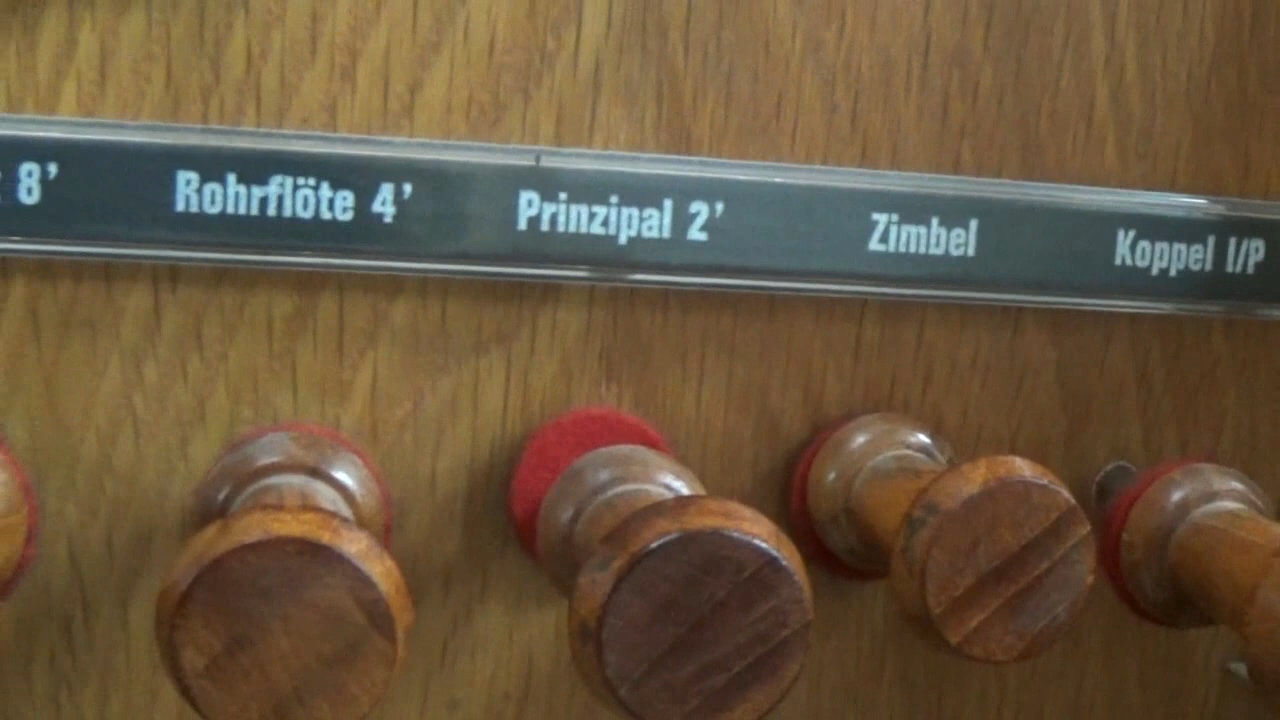 8’ Rohrflöte 4’ Prinzipal 2’ Zimbel Koppel I/P